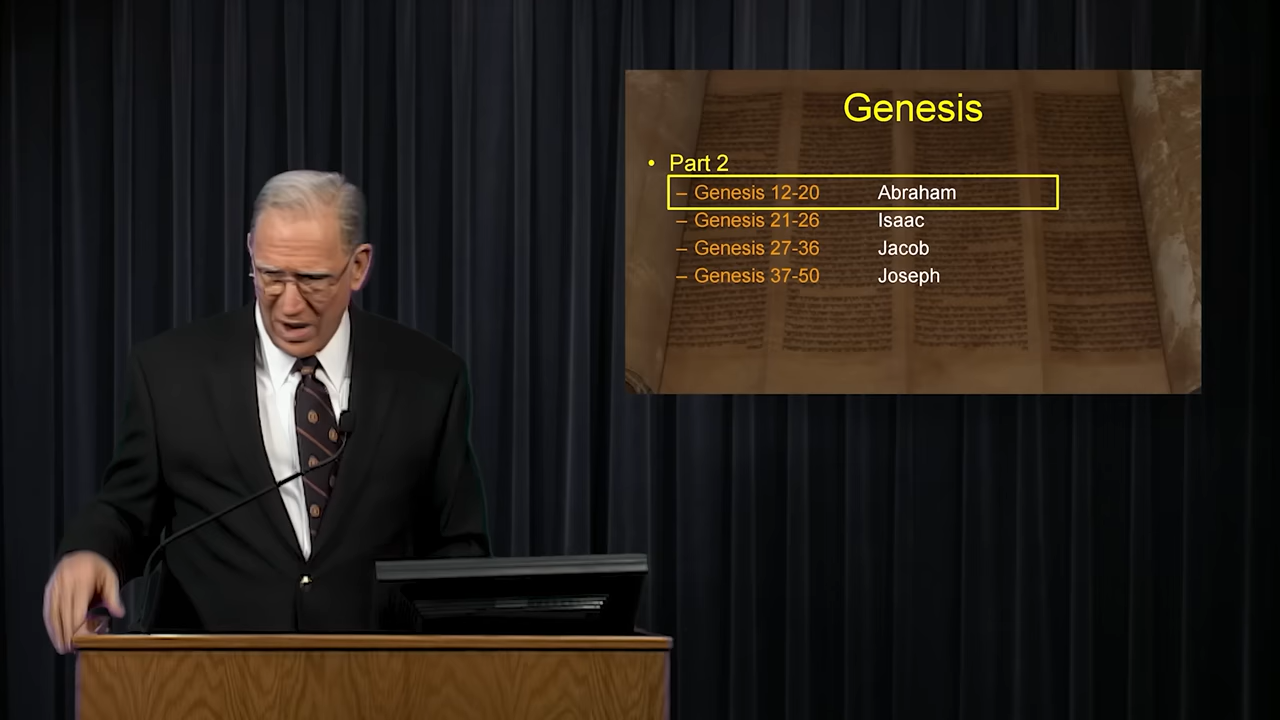 Genesis
• Part 2
– Genesis 12-20 Abraham
– Genesis 21-26 Isaac
– Genesis 27-36 Jacob
– Genesis 37-50 Joseph